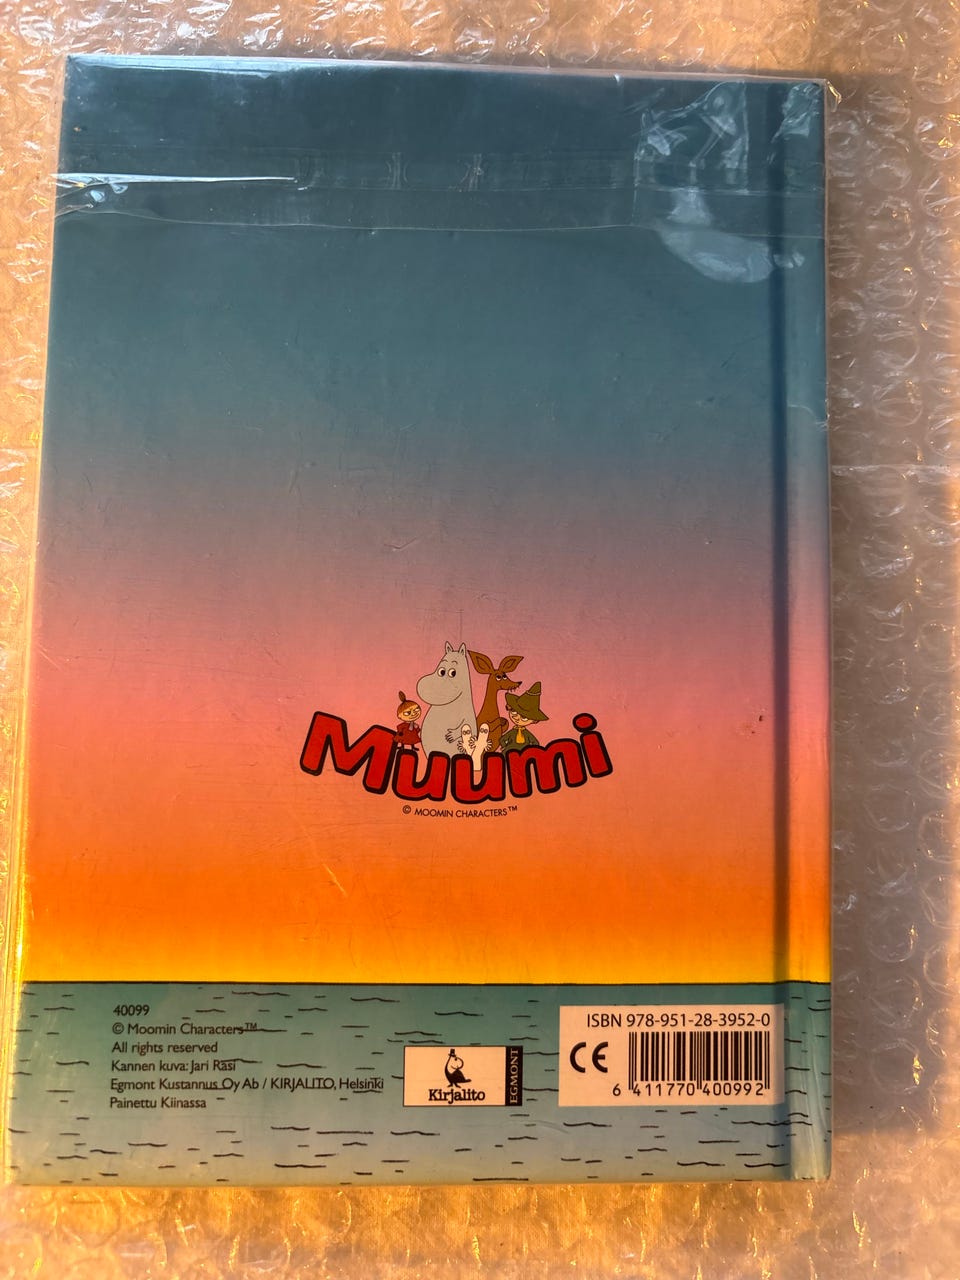 Muumi
© MOOMIN CHARACTERS™
40099
© Moomin Characters™
All rights reserved
Kannen kuva: Jari Räsi
Egmont Kustannus Oy Ab / KIRJALITO, Helsinki
Painettu Kiinassa
Kirjalito
EGMONT
ISBN 978-951-28-3952-0
CE
6 411770 400992